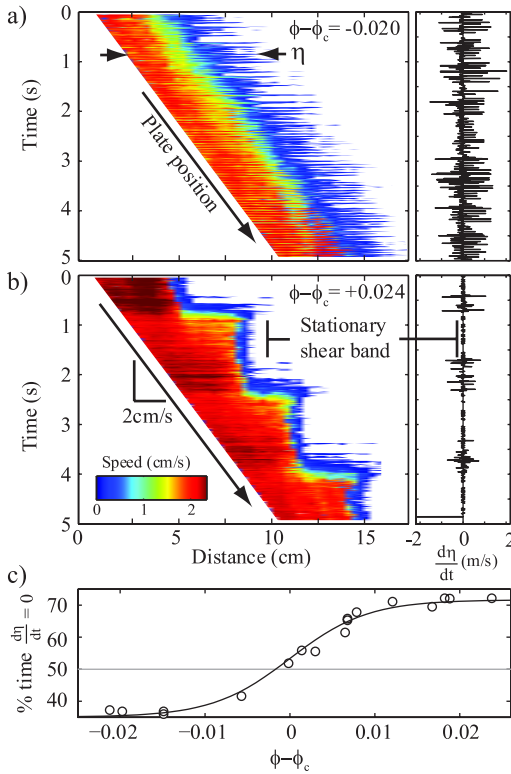 a)
0
1
2
3
4
5
Time (s)
ϕ−ϕc= -0.020
η
Plate position
b)
0
1
2
3
4
5
Time (s)
ϕ−ϕc= +0.024
Stationary
shear band
2cm/s
Speed (cm/s)
0 1 2
0 5 10 15
Distance (cm)
-2 0 2
dη/dt (m/s)
c)
70
60
50
40
% time dη/dt = 0
−0.02 −0.01 0 0.01 0.02
ϕ−ϕc